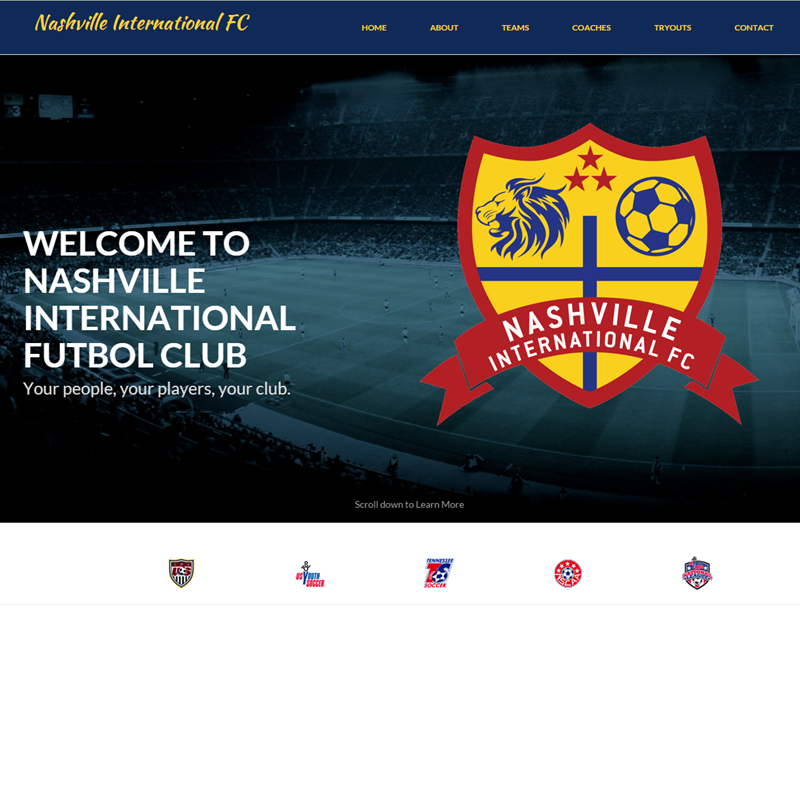 Nashville International FC
HOME
ABOUT
TEAMS
COACHES
TRYOUTS
CONTACT
WELCOME TO
NASHVILLE
INTERNATIONAL
FUTBOL CLUB
Your people, your players, your club.
NASHVILLE
INTERNATIONAL FC
Scroll down to Learn More
US YOUTH
SOCCER
TENNESSEE
SOCCER